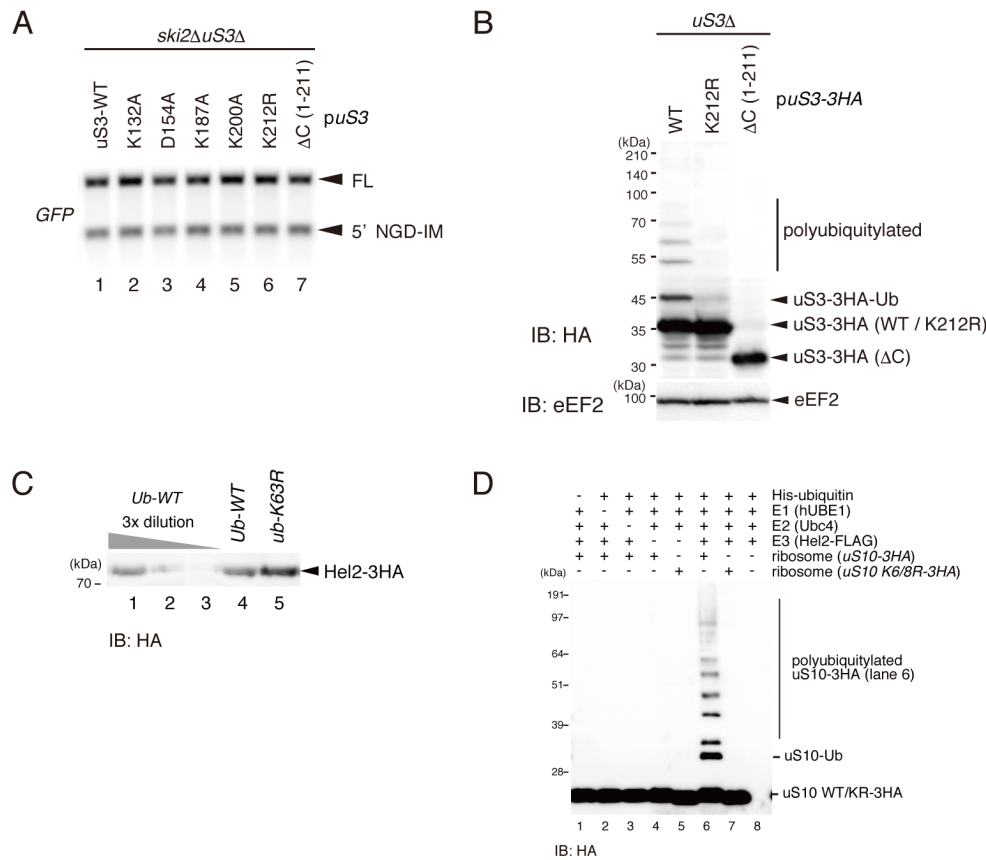 A
ski2ΔuS3Δ
uS3-WT
K132A
D154A
K187A
K200A
K212R
ΔC (1-211)
puS3
GFP
FL
5' NGD-IM
1 2 3 4 5 6 7
B
uS3Δ
WT
K212R
ΔC (1-211)
puS3-3HA
(kDa)
210
140
100
70
55
45
35
30
polyubiquitylated
uS3-3HA-Ub
uS3-3HA (WT / K212R)
uS3-3HA (ΔC)
IB: HA
(kDa)
100
IB: eEF2
eEF2
C
Ub-WT
3x dilution
Ub-WT
ub-K63R
(kDa)
70
Hel2-3HA
1 2 3 4 5
IB: HA
D
- + + + + + + + His-ubiquitin
+ - + + + + + + E1 (hUBE1)
+ + - + + + + + E2 (Ubc4)
+ + + - - + + + E3 (Hel2-FLAG)
+ + + + - + - - ribosome (uS10-3HA)
- - - - + - + - ribosome (uS10 K6/8R-3HA)
(kDa)
191
97
64
51
39
28
polyubiquitylated
uS10-3HA (lane 6)
uS10-Ub
uS10 WT/KR-3HA
1 2 3 4 5 6 7 8
IB: HA